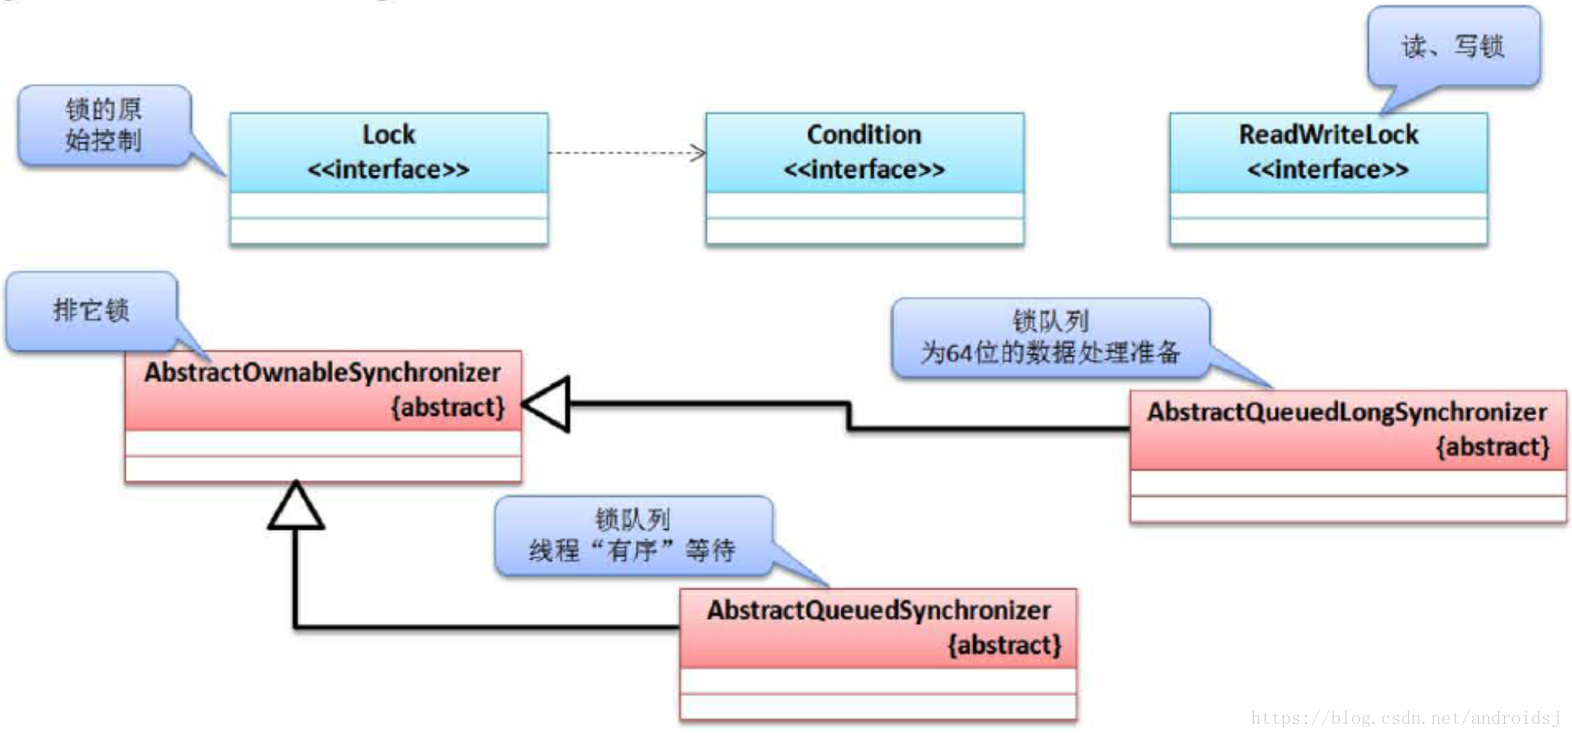 读、写锁
锁的原
始控制
Lock
<<interface>>
Condition
<<interface>>
ReadWriteLock
<<interface>>
排它锁
锁队列
为64位的数据处理准备
AbstractOwnableSynchronizer
{abstract}
AbstractQueuedLongSynchronizer
{abstract}
锁队列
线程“有序”等待
AbstractQueuedSynchronizer
{abstract}
https://blog.csdn.net/androidsj